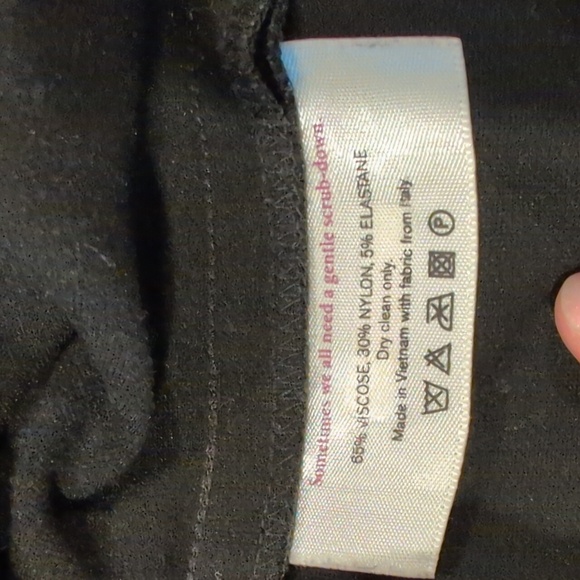 Sometimes we all need a gentle scrub-down.
65% VISCOSE, 30% NYLON, 5% ELASTANE
Dry clean only.
Made in Vietnam with fabric from Italy
P